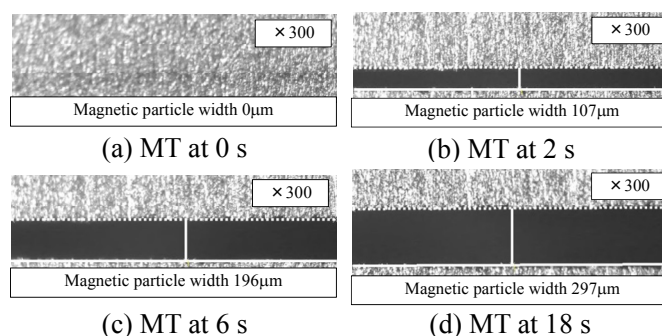 ×300
Magnetic particle width 0μm
(a) MT at 0 s
×300
Magnetic particle width 107μm
(b) MT at 2 s
×300
Magnetic particle width 196μm
(c) MT at 6 s
×300
Magnetic particle width 297μm
(d) MT at 18 s